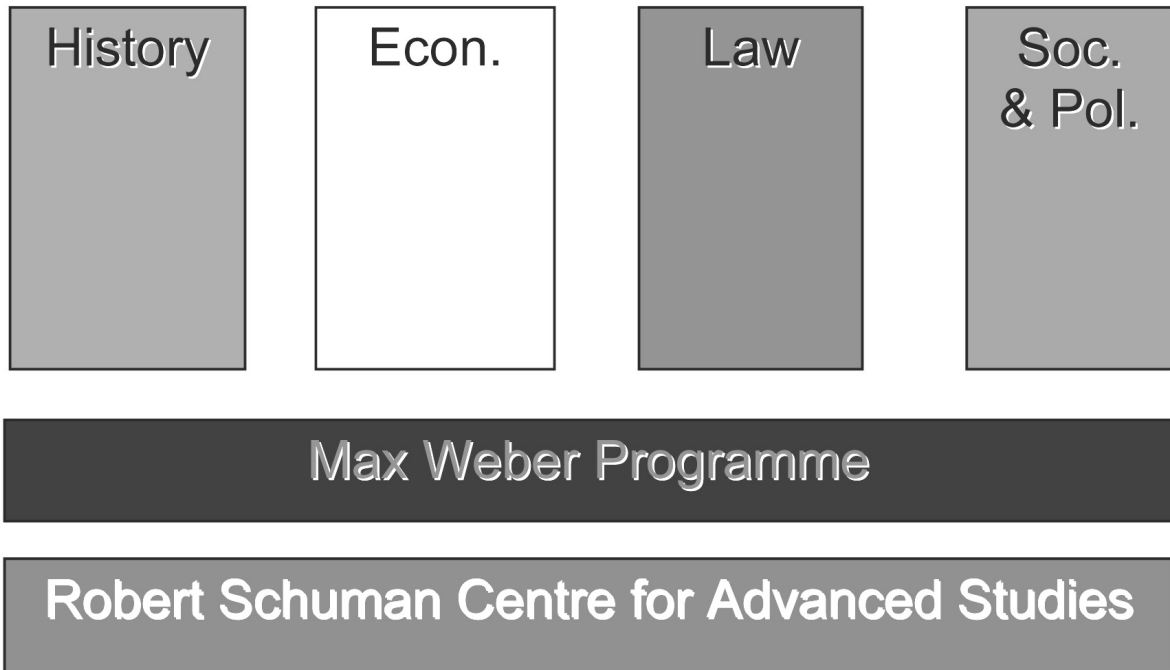 History
Econ.
Law
Soc.
& Pol.
Max Weber Programme
Robert Schuman Centre for Advanced Studies